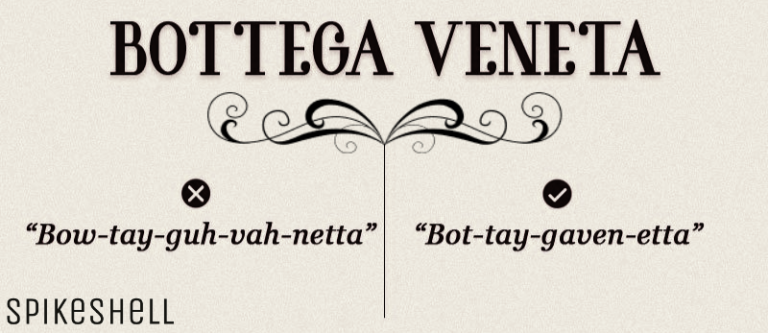 BOTTEGA VENETA
“Bow-tay-guh-vah-netta”
“Bot-tay-gaven-etta”
SPIKESHELL